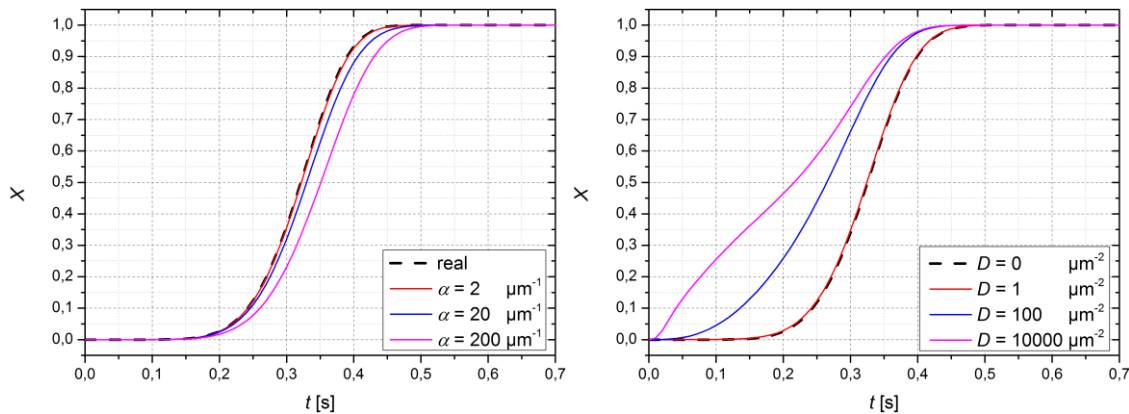 1,0
0,9
0,8
0,7
0,6
0,5
0,4
0,3
0,2
0,1
0,0
X
0,0 0,1 0,2 0,3 0,4 0,5 0,6 0,7
t [s]
real
α = 2 µm⁻¹
α = 20 µm⁻¹
α = 200 µm⁻¹
1,0
0,9
0,8
0,7
0,6
0,5
0,4
0,3
0,2
0,1
0,0
X
0,0 0,1 0,2 0,3 0,4 0,5 0,6 0,7
t [s]
D = 0 µm⁻²
D = 1 µm⁻²
D = 100 µm⁻²
D = 10000 µm⁻²